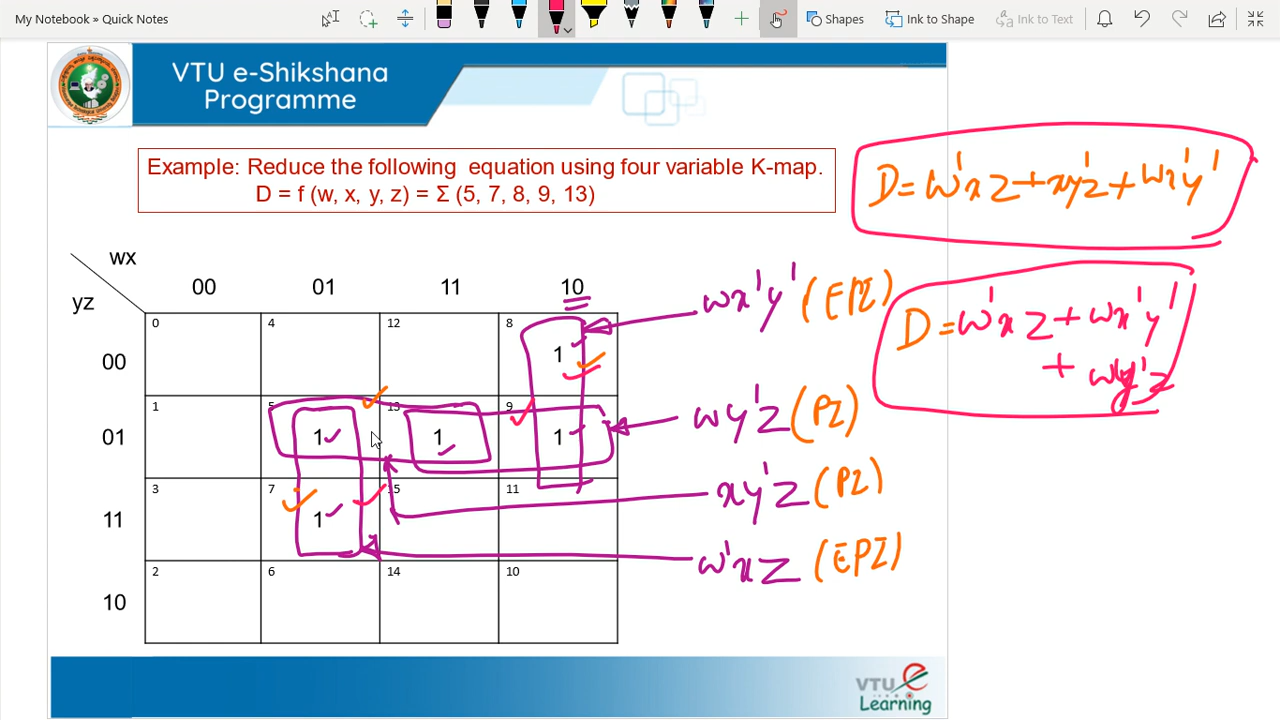 My Notebook » Quick Notes
Shapes
Ink to Shape
Ink to Text
VTU e-Shikshana
Programme
Example: Reduce the following equation using four variable K-map.
D = f (w, x, y, z) = Σ (5, 7, 8, 9, 13)
D = w'xz + xy'z + wx'y'
D = w'xz + wx'y'
+ wy'z
wx
yz
00 01 11 10
wx'y' (EPI)
0 4 12 8
00 1
1 5 13 9
01 1 1 1
wy'z (PI)
xy'z (PI)
3 7 15 11
11 1
w'xz (EPI)
2 6 14 10
10
VTU e
Learning